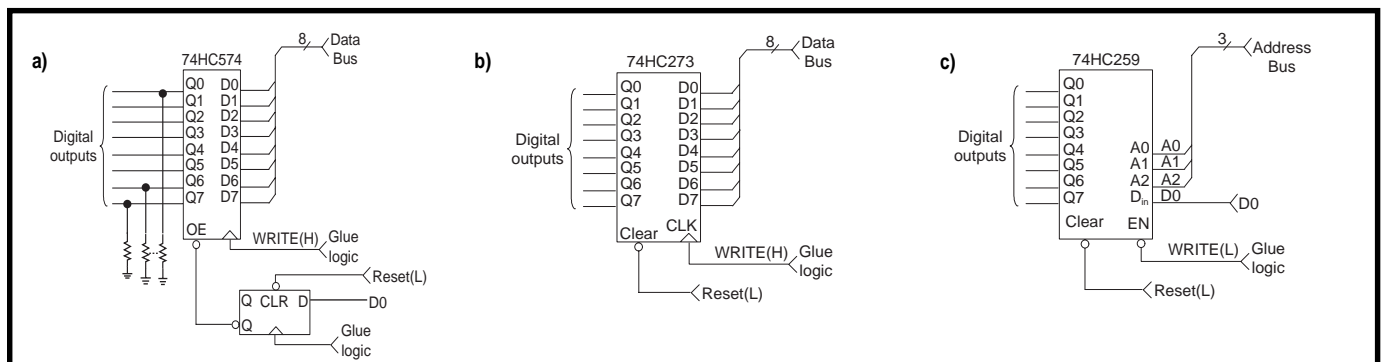 a)
74HC574
8
Data
Bus
Q0
Q1
Q2
Q3
Q4
Q5
Q6
Q7
D0
D1
D2
D3
D4
D5
D6
D7
Digital
outputs
OE
WRITE(H)
Glue
logic
Reset(L)
Q CLR D
D0
Q
Glue
logic
b)
74HC273
8
Data
Bus
Q0
Q1
Q2
Q3
Q4
Q5
Q6
Q7
D0
D1
D2
D3
D4
D5
D6
D7
Digital
outputs
Clear
CLK
WRITE(H)
Glue
logic
Reset(L)
c)
74HC259
3
Address
Bus
Q0
Q1
Q2
Q3
Q4
Q5
Q6
Q7
Digital
outputs
A0 A0
A1 A1
A2 A2
Din D0
D0
Clear
EN
WRITE(L)
Glue
logic
Reset(L)